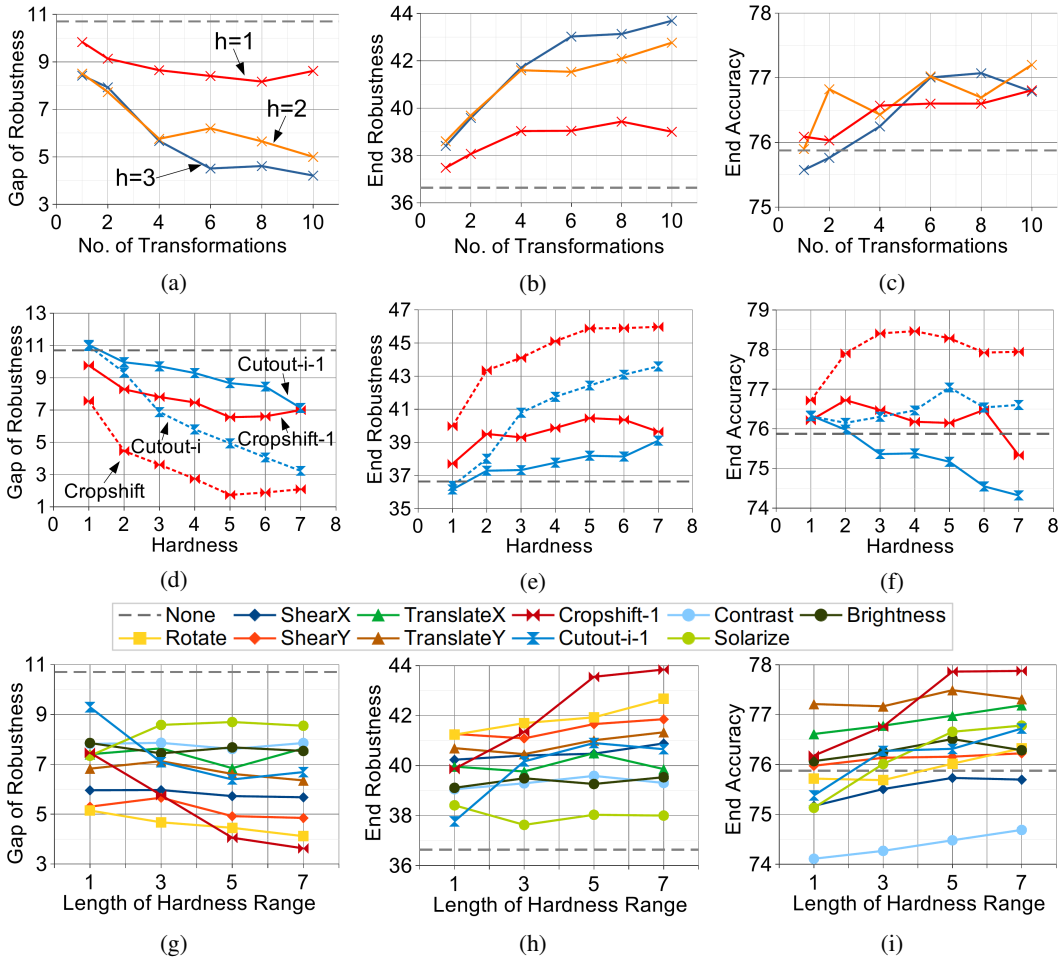 11
9
7
5
3
0 2 4 6 8 10
Gap of Robustness
No. of Transformations
h=1
h=2
h=3
(a)
44
42
40
38
36
0 2 4 6 8 10
End Robustness
No. of Transformations
(b)
78
77
76
75
0 2 4 6 8 10
End Accuracy
No. of Transformations
(c)
13
11
9
7
5
3
1
0 1 2 3 4 5 6 7 8
Gap of Robustness
Hardness
Cutout-i-1
Cutout-i
Cropshift-1
Cropshift
(d)
47
45
43
41
39
37
35
0 1 2 3 4 5 6 7 8
End Robustness
Hardness
(e)
79
78
77
76
75
74
0 1 2 3 4 5 6 7 8
End Accuracy
Hardness
(f)
None ShearX TranslateX Cropshift-1 Contrast Brightness
Rotate ShearY TranslateY Cutout-i-1 Solarize
11
9
7
5
3
1 3 5 7
Gap of Robustness
Length of Hardness Range
(g)
44
42
40
38
36
1 3 5 7
End Robustness
Length of Hardness Range
(h)
78
77
76
75
74
1 3 5 7
End Accuracy
Length of Hardness Range
(i)